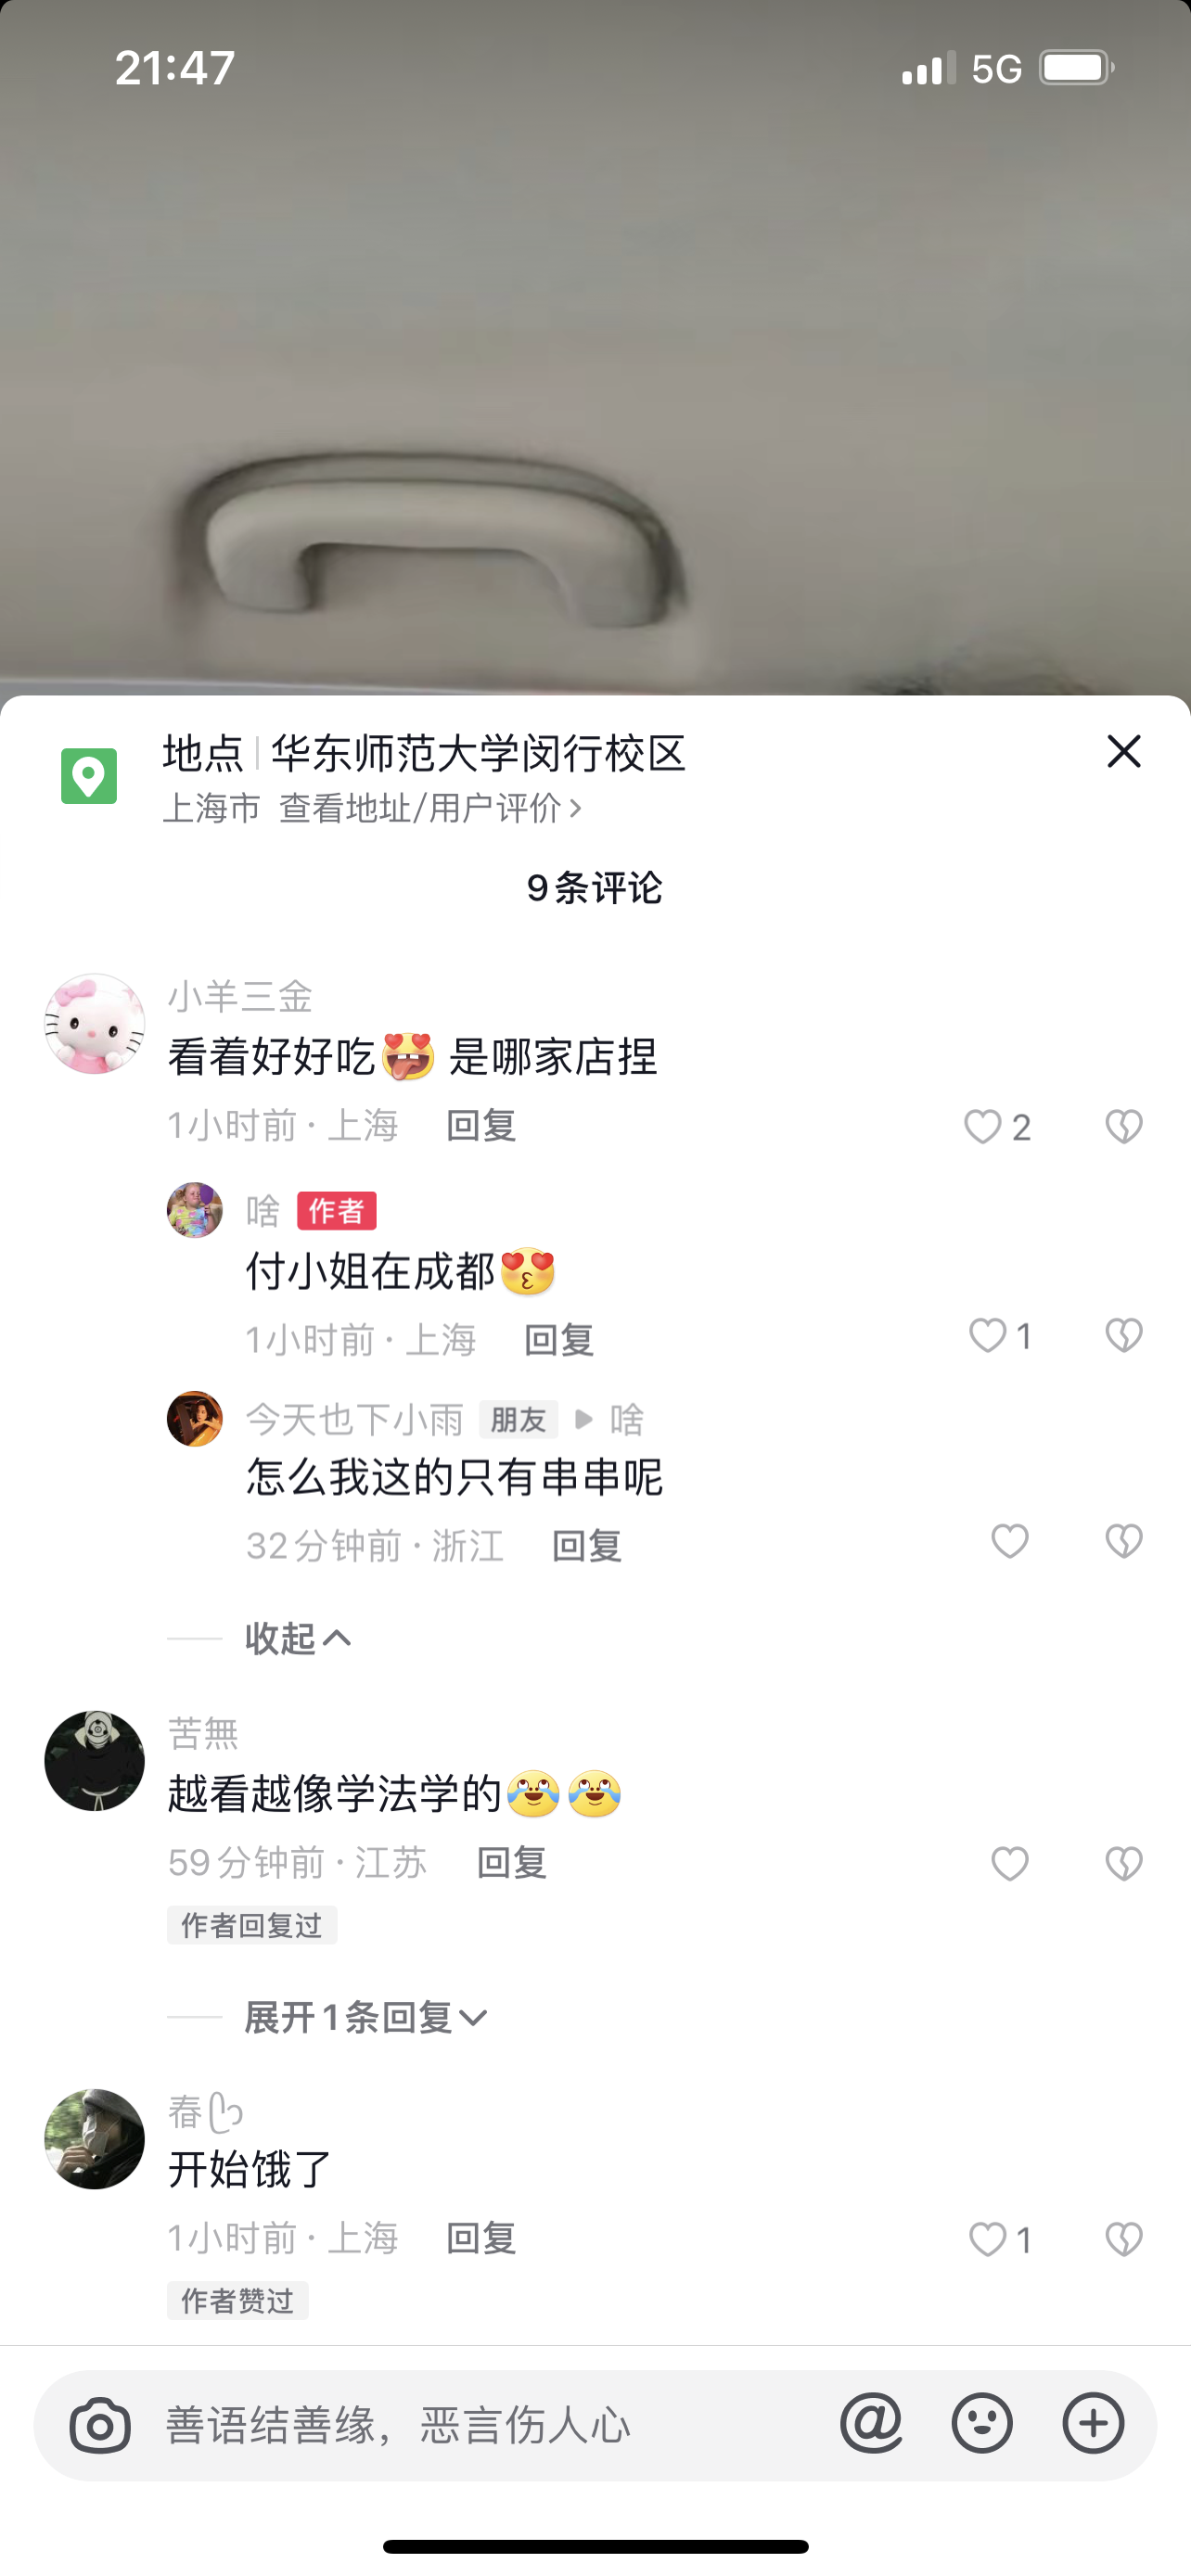 21:47
5G
地点 华东师范大学闵行校区
上海市 查看地址/用户评价
9条评论
小羊三金
看着好好吃 是哪家店捏
1小时前 · 上海 回复
2
啥 作者
付小姐在成都
1小时前 · 上海 回复
1
今天也下小雨 朋友 啥
怎么我这的只有串串呢
32分钟前 · 浙江 回复
收起
苦無
越看越像学法学的
59分钟前 · 江苏 回复
作者回复过
展开1条回复
春
开始饿了
1小时前 · 上海 回复
1
作者赞过
善语结善缘，恶言伤人心